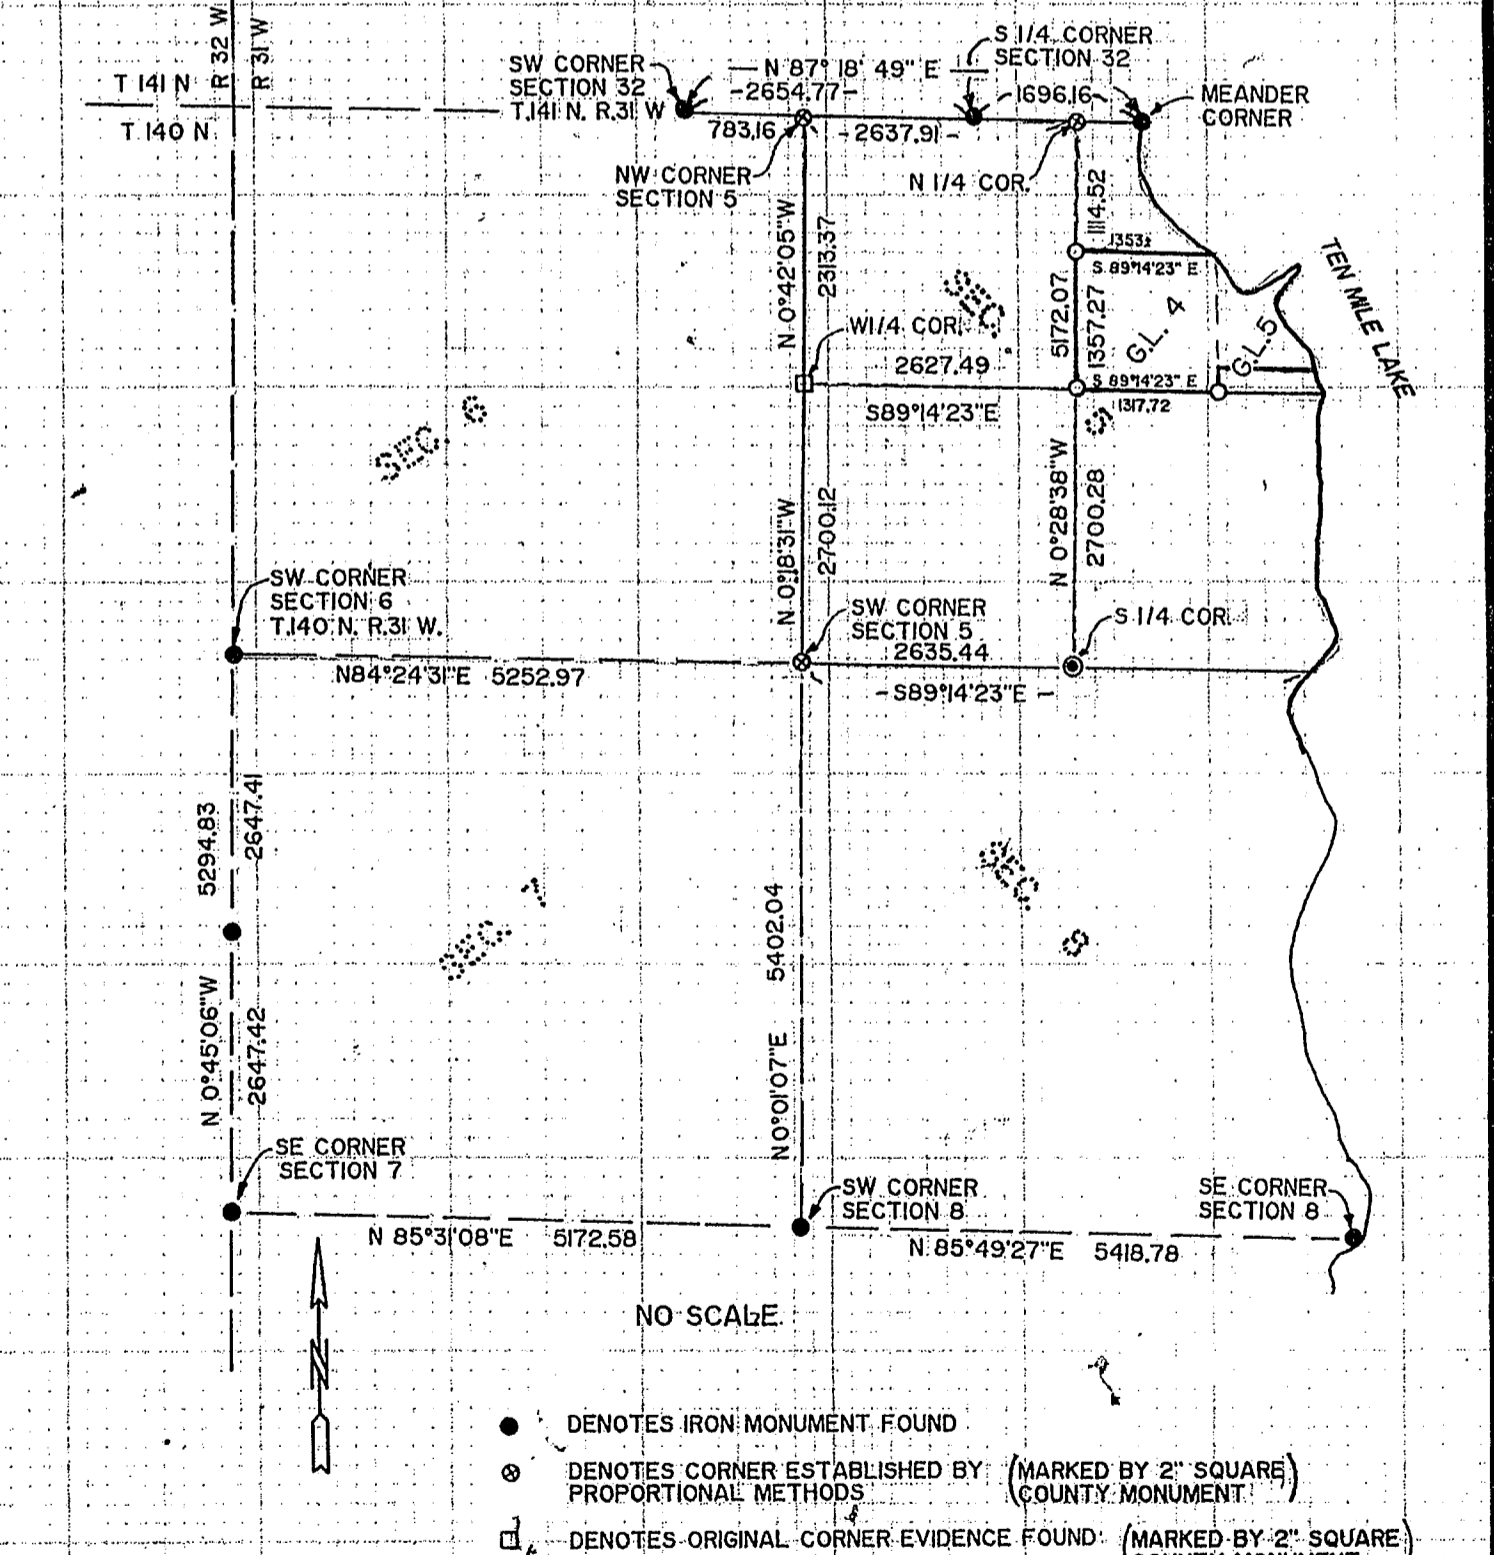 R 32 W
R 31 W
T 141 N
T. 140 N.
SW CORNER
SECTION 32
T.141 N. R.31 W
N 87° 18' 49" E
-2654.77-
S 1/4 CORNER
SECTION 32
1696.16
MEANDER
CORNER
783.16
-2637.91-
NW CORNER
SECTION 5
N 1/4 COR.
N 0°42'05"W
2313.37
1114.52
1353±
S 89°14'23" E
TEN MILE LAKE
SEC. 5
W1/4 COR.
5172.07
1357.27
G.L. 4
G.L. 5
2627.49
S89°14'23"E
S 89°14'23" E
1317.72
SEC. 6
N 0°18'31"W
2700.12
N 0°28'38"W
2700.28
SW CORNER
SECTION 6
T.140 N. R.31 W.
SW CORNER
SECTION 5
2635.44
S 1/4 COR.
N84°24'31"E 5252.97
-S89°14'23"E -
5294.83
2647.41
SEC. 7
SEC. 8
5402.04
N 0°45'06"W
2647.42
N 0°01'07"E
SE CORNER
SECTION 7
SW CORNER
SECTION 8
SE CORNER
SECTION 8
N 85°31'08"E 5172.58
N 85°49'27"E 5418.78
NO SCALE
N
DENOTES IRON MONUMENT FOUND
DENOTES CORNER ESTABLISHED BY (MARKED BY 2" SQUARE
PROPORTIONAL METHODS COUNTY MONUMENT)
DENOTES ORIGINAL CORNER EVIDENCE FOUND (MARKED BY 2" SQUARE
COUNTY MONUMENT